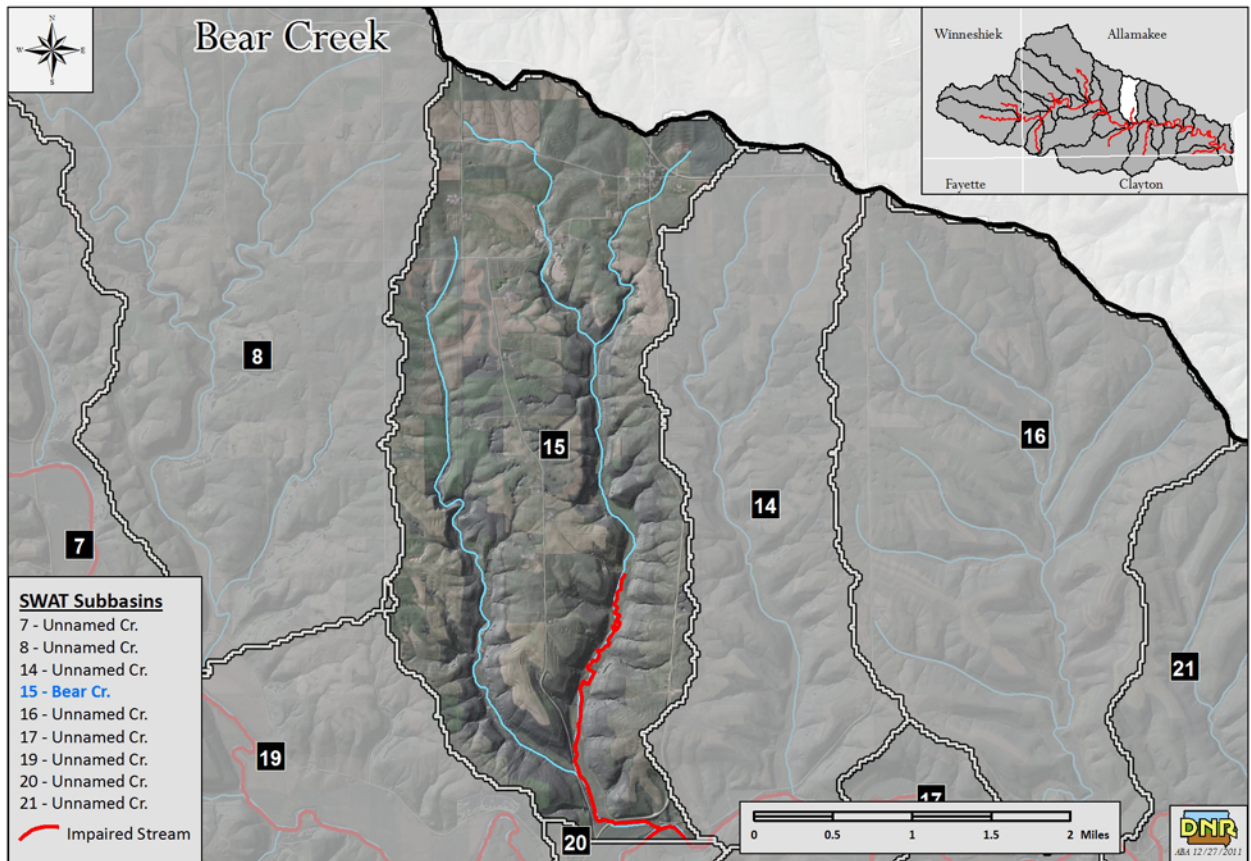 Bear Creek
N
W
E
S
Winneshiek
Allamakee
Fayette
Clayton
8
15
16
14
7
21
19
17
20
SWAT Subbasins
7 - Unnamed Cr.
8 - Unnamed Cr.
14 - Unnamed Cr.
15 - Bear Cr.
16 - Unnamed Cr.
17 - Unnamed Cr.
19 - Unnamed Cr.
20 - Unnamed Cr.
21 - Unnamed Cr.
Impaired Stream
0 0.5 1 1.5 2 Miles
DNR
ABA 12/27/2011